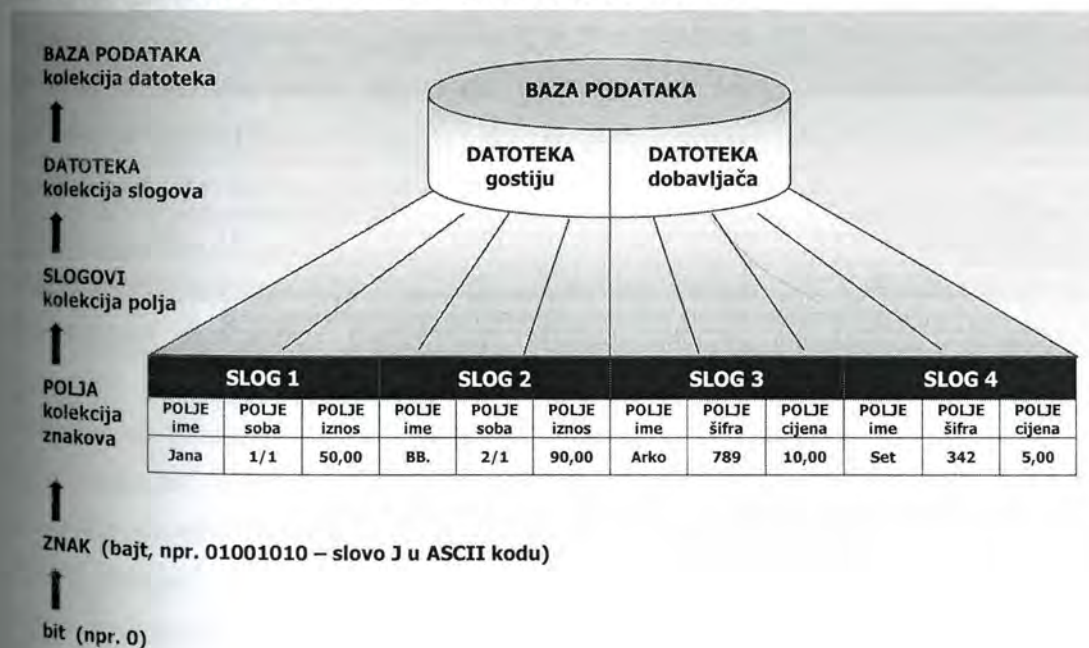 BAZA PODATAKA
kolekcija datoteka
DATOTEKA
kolekcija slogova
SLOGOVI
kolekcija polja
POLJA
kolekcija
znakova
ZNAK (bajt, npr. 01001010 – slovo J u ASCII kodu)
bit (npr. 0)
BAZA PODATAKA
DATOTEKA DATOTEKA
gostiju dobavljača
SLOG 1 SLOG 2 SLOG 3 SLOG 4
POLJE POLJE POLJE POLJE POLJE POLJE POLJE POLJE POLJE POLJE POLJE POLJE
ime soba iznos ime soba iznos ime šifra cijena ime šifra cijena
Jana 1/1 50,00 BB. 2/1 90,00 Arko 789 10,00 Set 342 5,00